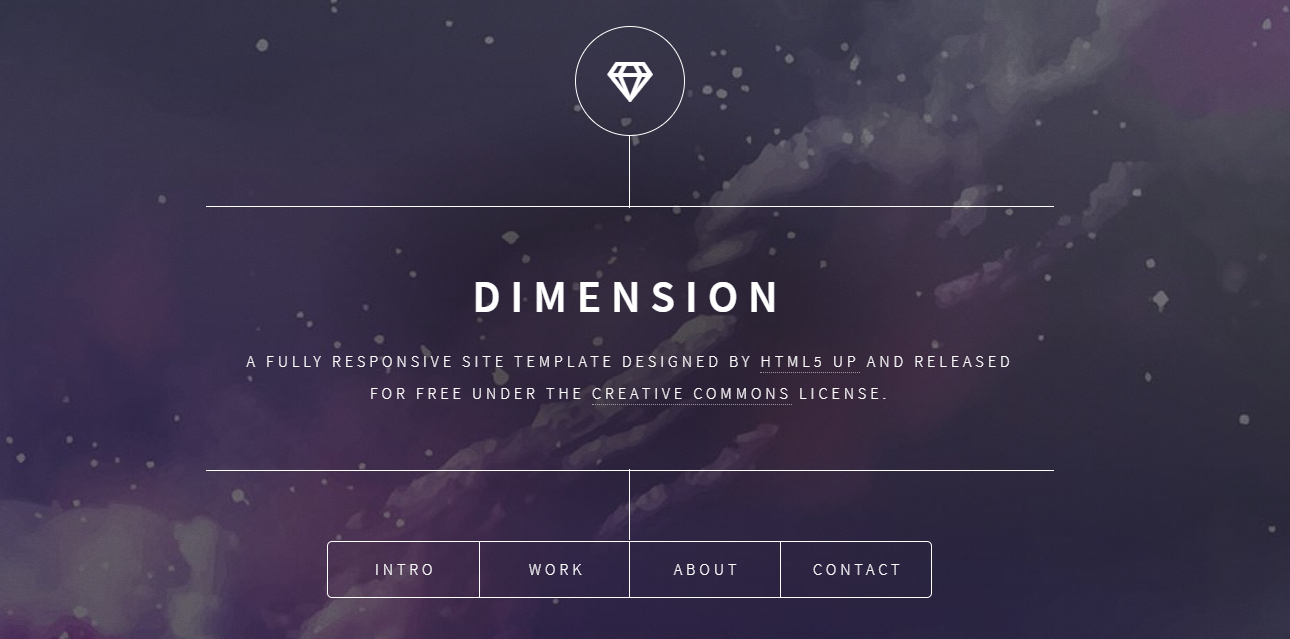 DIMENSION
A FULLY RESPONSIVE SITE TEMPLATE DESIGNED BY HTML5 UP AND RELEASED
FOR FREE UNDER THE CREATIVE COMMONS LICENSE.
INTRO WORK ABOUT CONTACT